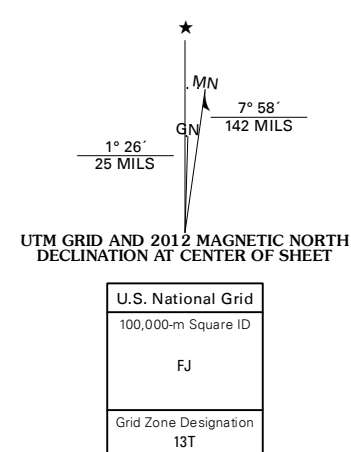 MN
GN
7° 58´
142 MILS
1° 26´
25 MILS
UTM GRID AND 2012 MAGNETIC NORTH
DECLINATION AT CENTER OF SHEET
U.S. National Grid
100,000-m Square ID
FJ
Grid Zone Designation
13T